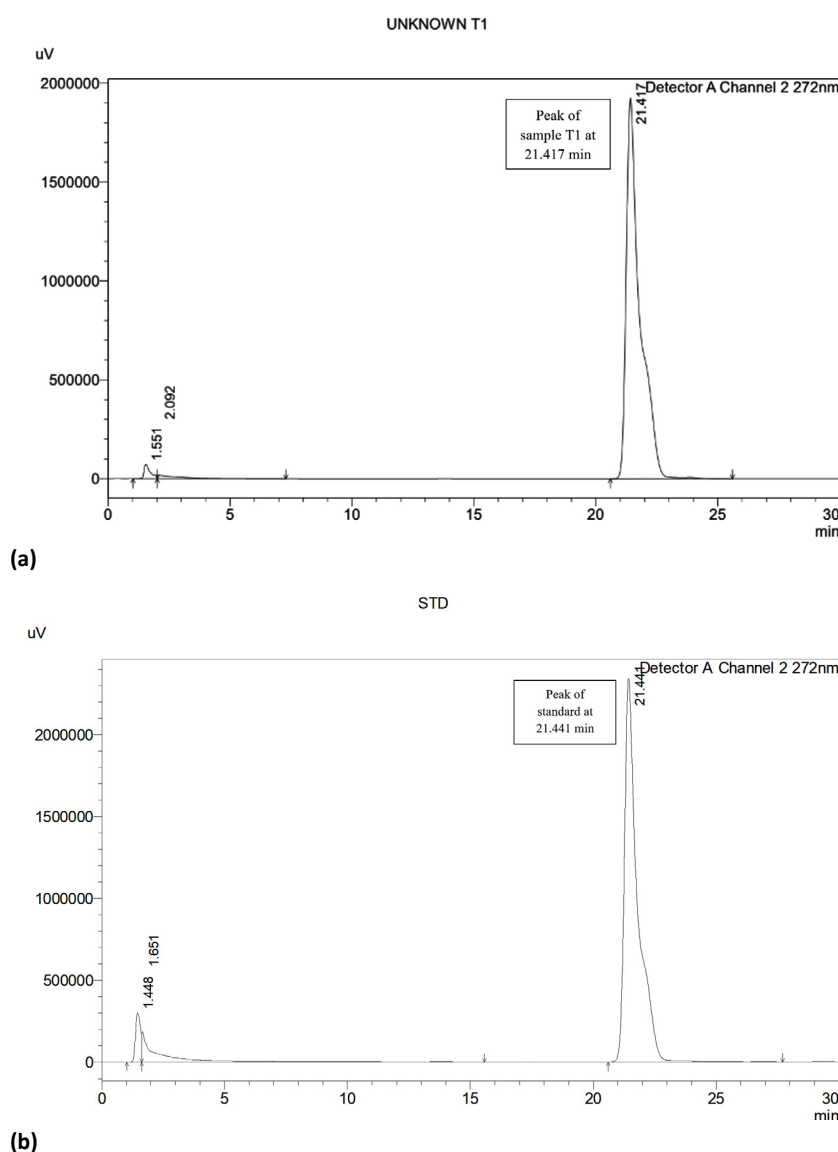 UNKNOWN T1
uV
2000000
Detector A Channel 2 272nm
21.417
Peak of
sample T1 at
21.417 min
1500000
1000000
500000
1.551
2.092
0
0 5 10 15 20 25 30
min
(a)
STD
uV
Detector A Channel 2 272nm
21.441
Peak of
standard at
21.441 min
2000000
1500000
1000000
500000
1.448
1.651
0
0 5 10 15 20 25 30
min
(b)